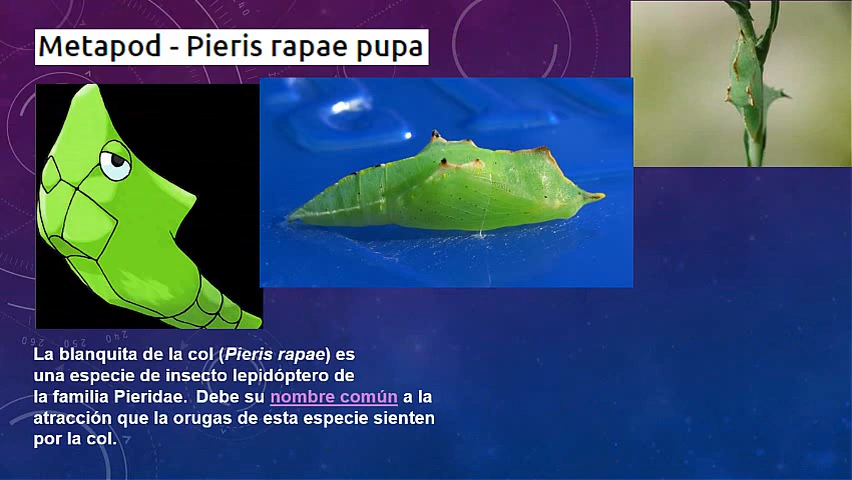 Metapod - Pieris rapae pupa
La blanquita de la col (Pieris rapae) es
una especie de insecto lepidóptero de
la familia Pieridae. Debe su nombre común a la
atracción que la orugas de esta especie sienten
por la col.